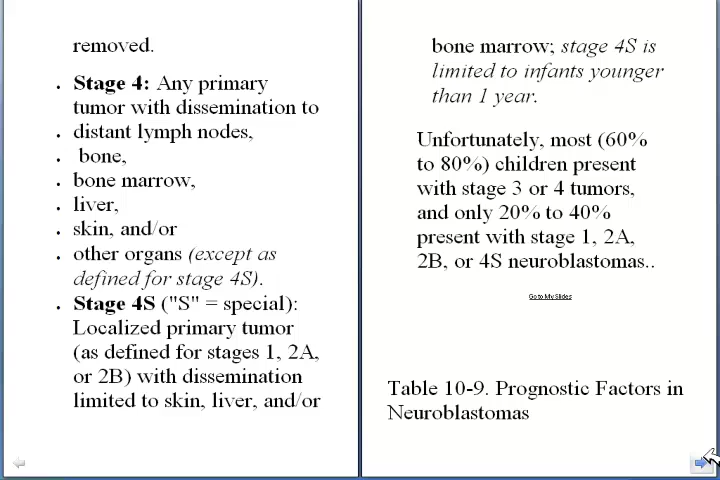 removed.
• Stage 4: Any primary
tumor with dissemination to
• distant lymph nodes,
• bone,
• bone marrow,
• liver,
• skin, and/or
• other organs (except as
defined for stage 4S).
• Stage 4S ("S" = special):
Localized primary tumor
(as defined for stages 1, 2A,
or 2B) with dissemination
limited to skin, liver, and/or
bone marrow; stage 4S is
limited to infants younger
than 1 year.
Unfortunately, most (60%
to 80%) children present
with stage 3 or 4 tumors,
and only 20% to 40%
present with stage 1, 2A,
2B, or 4S neuroblastomas..
Go to My Slides
Table 10-9. Prognostic Factors in
Neuroblastomas